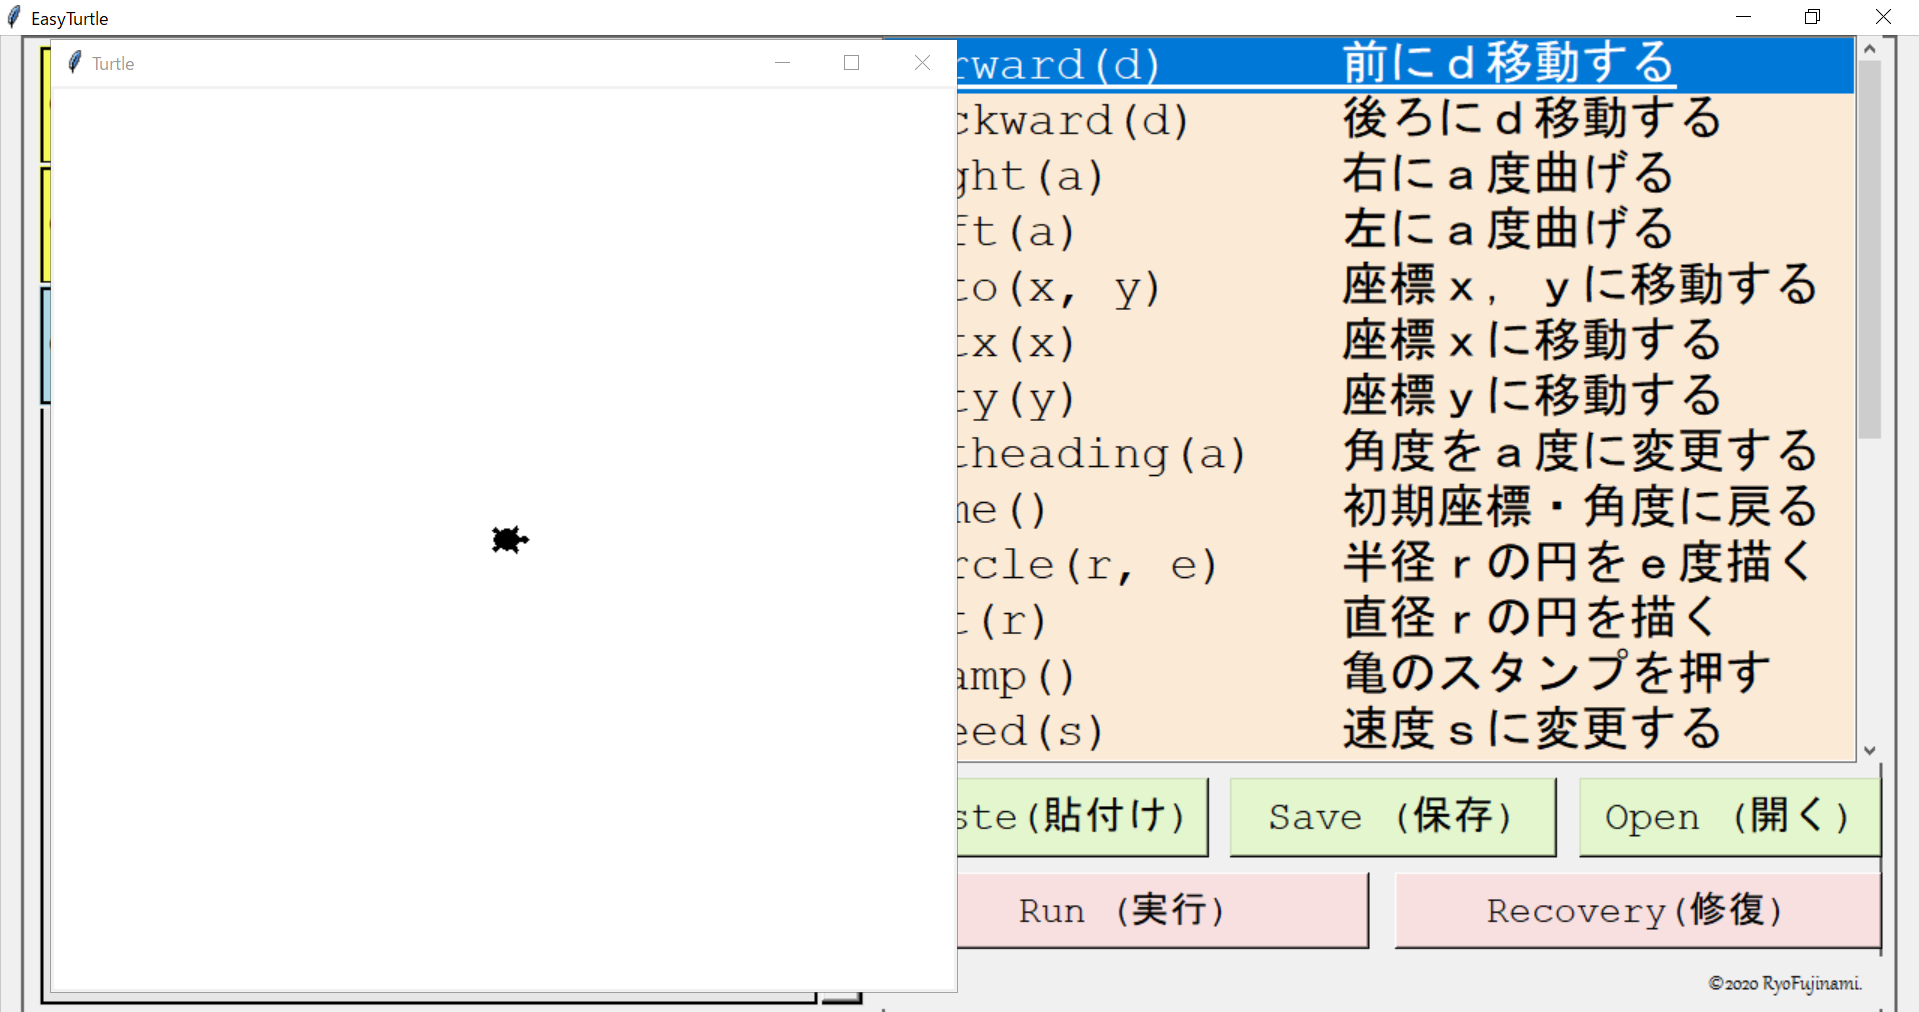 EasyTurtle
Turtle
rward(d) 前にｄ移動する
ckward(d) 後ろにｄ移動する
ght(a) 右にａ度曲げる
ft(a) 左にａ度曲げる
to(x, y) 座標ｘ，ｙに移動する
tx(x) 座標ｘに移動する
ty(y) 座標ｙに移動する
theading(a) 角度をａ度に変更する
me() 初期座標・角度に戻る
rcle(r, e) 半径ｒの円をｅ度描く
t(r) 直径ｒの円を描く
amp() 亀のスタンプを押す
eed(s) 速度ｓに変更する
ste(貼付け) Save (保存) Open (開く)
Run (実行) Recovery(修復)
©2020 RyoFujinami.